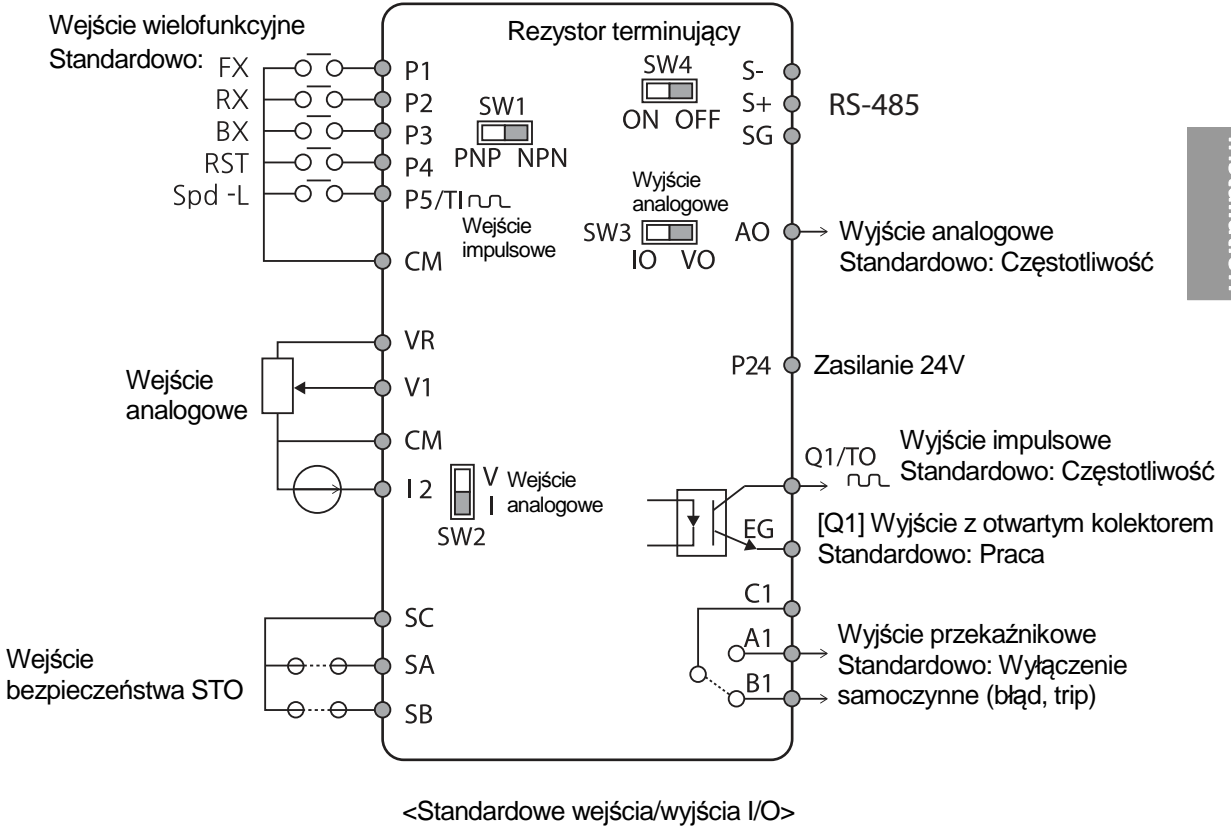 Wejście wielofunkcyjne
Standardowo:
FX
RX
BX
RST
Spd -L
P1
P2
P3
P4
P5/TI
Wejście
impulsowe
CM
SW1
PNP NPN
Rezystor terminujący
SW4
ON OFF
S-
S+
SG
RS-485
Wyjście
analogowe
SW3
IO VO
AO
Wyjście analogowe
Standardowo: Częstotliwość
Wejście
analogowe
VR
V1
CM
I 2
V
I
Wejście
analogowe
SW2
P24
Zasilanie 24V
Q1/TO
Wyjście impulsowe
Standardowo: Częstotliwość
EG
[Q1] Wyjście z otwartym kolektorem
Standardowo: Praca
C1
A1
B1
Wyjście przekaźnikowe
Standardowo: Wyłączenie
samoczynne (błąd, trip)
Wejście
bezpieczeństwa STO
SC
SA
SB
<Standardowe wejścia/wyjścia I/O>